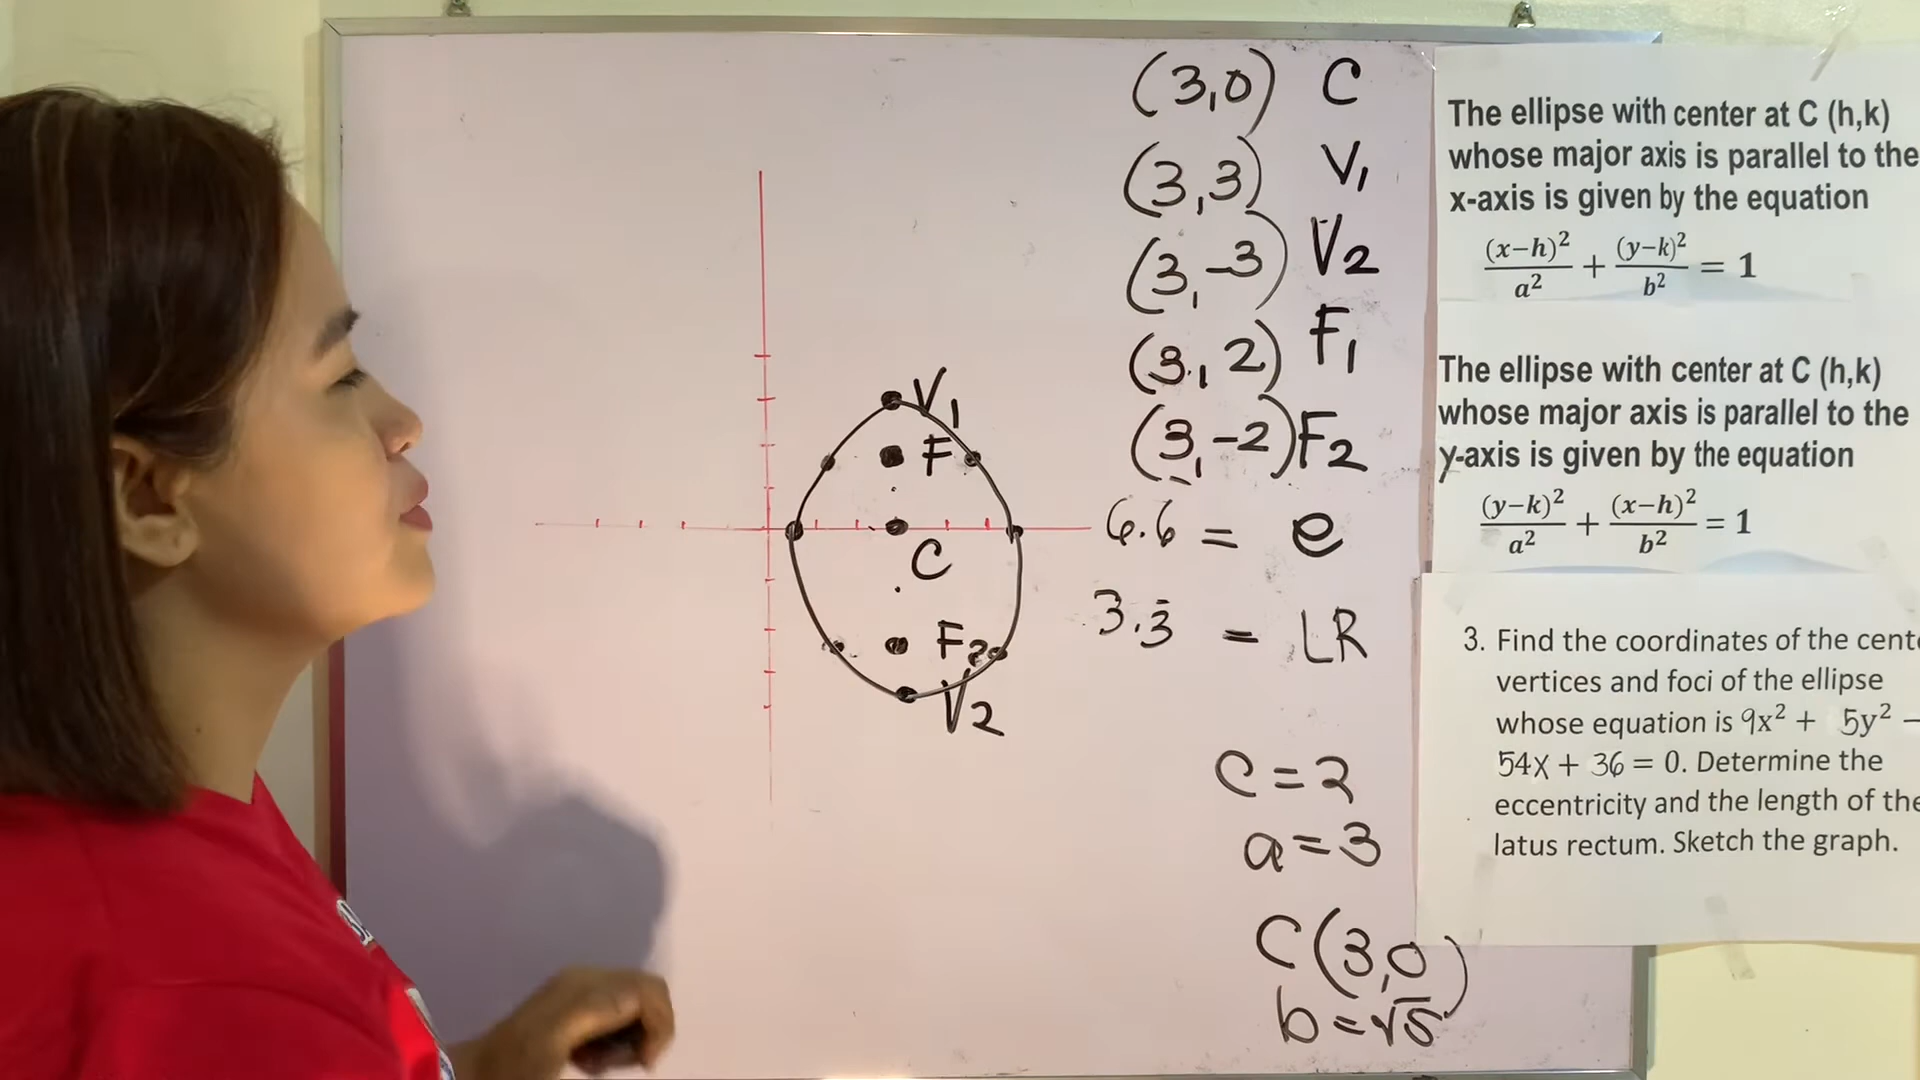 (3,0) C
(3,3) V1
(3,-3) V2
(3, 2) F1
(3,-2) F2
6.6 = e
3.3 = LR
V1
F
C
F2
V2
c = 2
a = 3
C (3,0)
b = √5
The ellipse with center at C (h,k)
whose major axis is parallel to the
x-axis is given by the equation
(x−h)²/a² + (y−k)²/b² = 1
The ellipse with center at C (h,k)
whose major axis is parallel to the
y-axis is given by the equation
(y−k)²/a² + (x−h)²/b² = 1
3. Find the coordinates of the cent
vertices and foci of the ellipse
whose equation is 9x² + 5y² −
54x + 36 = 0. Determine the
eccentricity and the length of the
latus rectum. Sketch the graph.